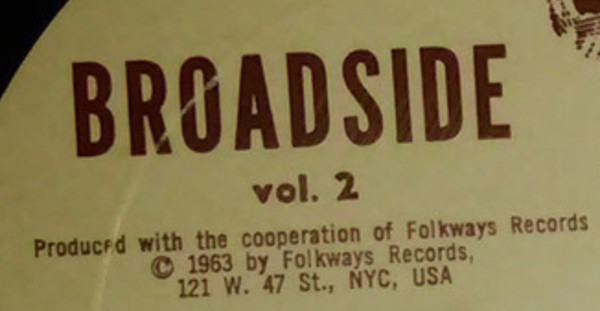 BROADSIDE
vol. 2
Produced with the cooperation of Folkways Records
© 1963 by Folkways Records,
121 W. 47 St., NYC, USA